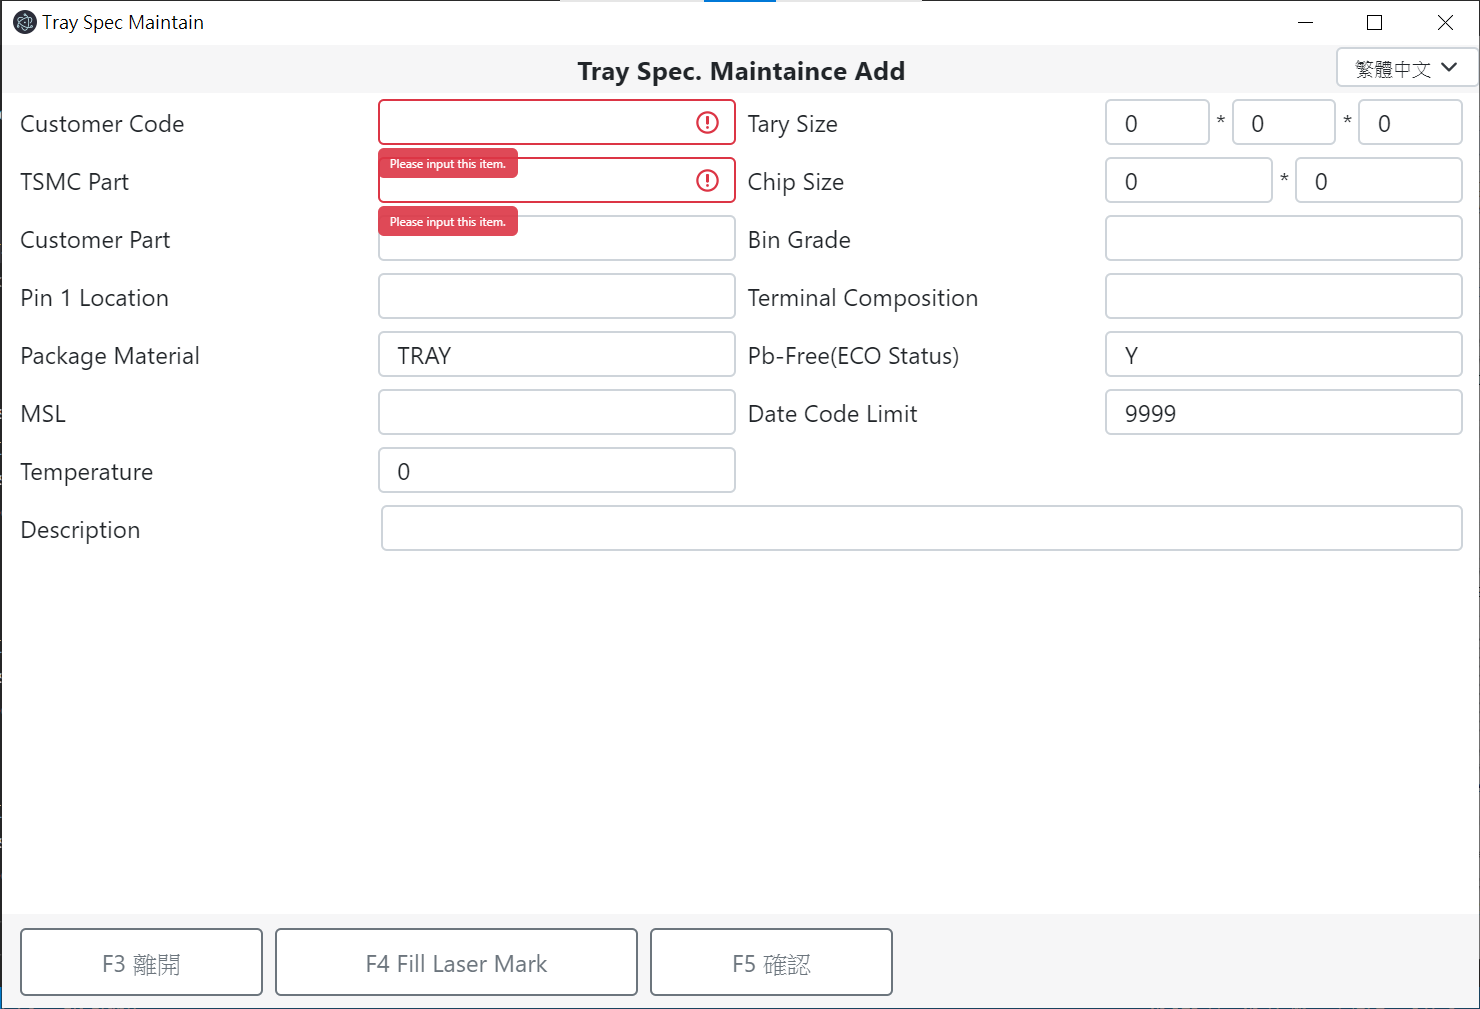 Tray Spec Maintain
Tray Spec. Maintaince Add
繁體中文
Customer Code
Tary Size
0 * 0 * 0
Please input this item.
TSMC Part
Chip Size
0 * 0
Please input this item.
Customer Part
Bin Grade
Pin 1 Location
Terminal Composition
Package Material
TRAY
Pb-Free(ECO Status)
Y
MSL
Date Code Limit
9999
Temperature
0
Description
F3 離開
F4 Fill Laser Mark
F5 確認